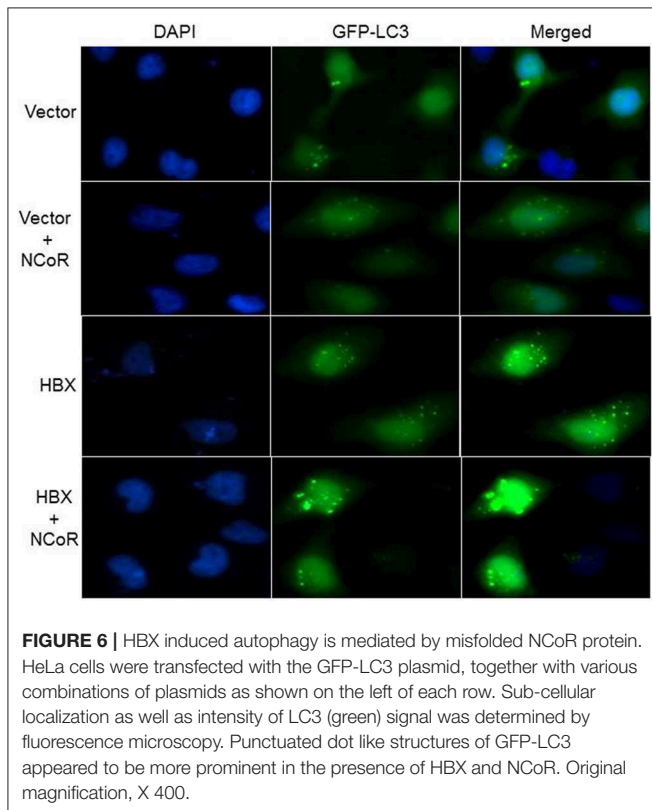 DAPI GFP-LC3 Merged
Vector
Vector
+
NCoR
HBX
HBX
+
NCoR
FIGURE 6 | HBX induced autophagy is mediated by misfolded NCoR protein.
HeLa cells were transfected with the GFP-LC3 plasmid, together with various
combinations of plasmids as shown on the left of each row. Sub-cellular
localization as well as intensity of LC3 (green) signal was determined by
fluorescence microscopy. Punctuated dot like structures of GFP-LC3
appeared to be more prominent in the presence of HBX and NCoR. Original
magnification, X 400.